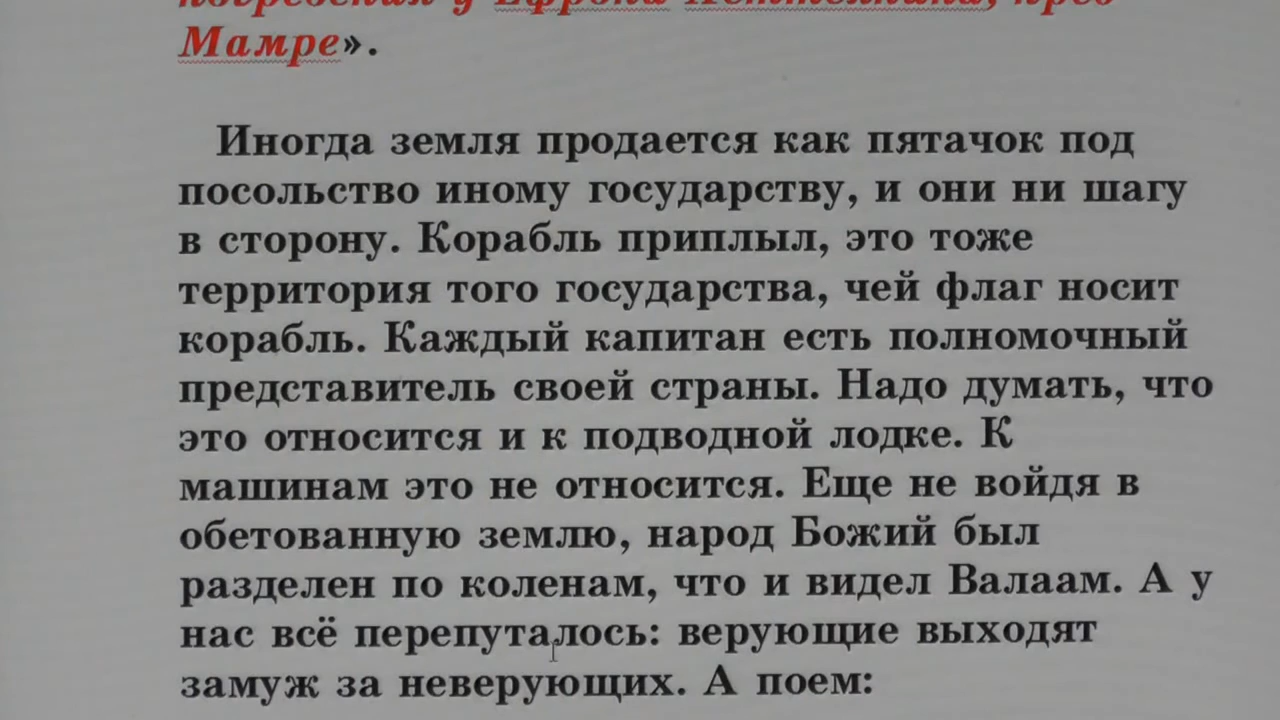 Мамре».
Иногда земля продается как пятачок под
посольство иному государству, и они ни шагу
в сторону. Корабль приплыл, это тоже
территория того государства, чей флаг носит
корабль. Каждый капитан есть полномочный
представитель своей страны. Надо думать, что
это относится и к подводной лодке. К
машинам это не относится. Еще не войдя в
обетованную землю, народ Божий был
разделен по коленам, что и видел Валаам. А у
нас всё перепуталось: верующие выходят
замуж за неверующих. А поем: